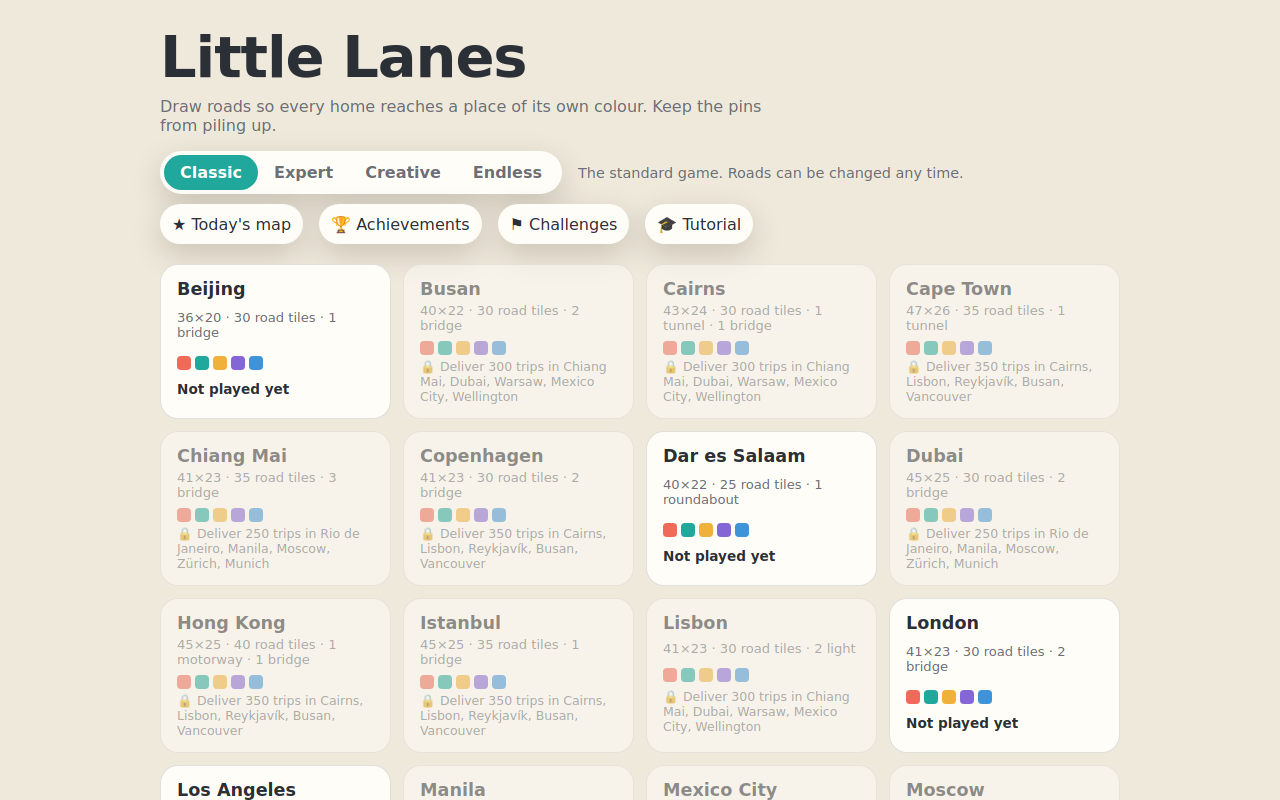 Little Lanes
Draw roads so every home reaches a place of its own colour. Keep the pins
from piling up.
Classic Expert Creative Endless The standard game. Roads can be changed any time.
★ Today's map 🏆 Achievements ⚑ Challenges 🎓 Tutorial
Beijing
36×20 · 30 road tiles · 1
bridge
Not played yet
Busan
40×22 · 30 road tiles · 2
bridge
🔒 Deliver 300 trips in Chiang
Mai, Dubai, Warsaw, Mexico
City, Wellington
Cairns
43×24 · 30 road tiles · 1
tunnel · 1 bridge
🔒 Deliver 300 trips in Chiang
Mai, Dubai, Warsaw, Mexico
City, Wellington
Cape Town
47×26 · 35 road tiles · 1
tunnel
🔒 Deliver 350 trips in Cairns,
Lisbon, Reykjavík, Busan,
Vancouver
Chiang Mai
41×23 · 35 road tiles · 3
bridge
🔒 Deliver 250 trips in Rio de
Janeiro, Manila, Moscow,
Zürich, Munich
Copenhagen
41×23 · 30 road tiles · 2
bridge
🔒 Deliver 350 trips in Cairns,
Lisbon, Reykjavík, Busan,
Vancouver
Dar es Salaam
40×22 · 25 road tiles · 1
roundabout
Not played yet
Dubai
45×25 · 30 road tiles · 2
bridge
🔒 Deliver 250 trips in Rio de
Janeiro, Manila, Moscow,
Zürich, Munich
Hong Kong
45×25 · 40 road tiles · 1
motorway · 1 bridge
🔒 Deliver 350 trips in Cairns,
Lisbon, Reykjavík, Busan,
Vancouver
Istanbul
45×25 · 35 road tiles · 1
bridge
🔒 Deliver 350 trips in Cairns,
Lisbon, Reykjavík, Busan,
Vancouver
Lisbon
41×23 · 30 road tiles · 2 light
🔒 Deliver 300 trips in Chiang
Mai, Dubai, Warsaw, Mexico
City, Wellington
London
41×23 · 30 road tiles · 2
bridge
Not played yet
Los Angeles
Manila
Mexico City
Moscow